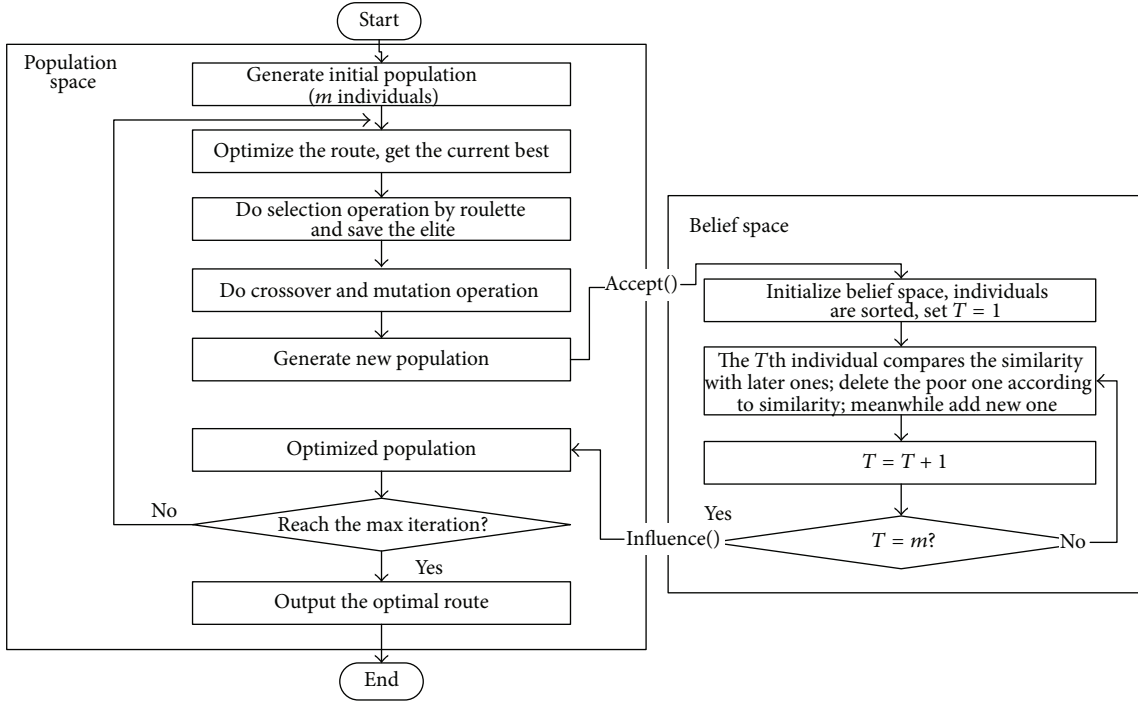 Start
Population
space
Generate initial population
(m individuals)
Optimize the route, get the current best
Do selection operation by roulette
and save the elite
Do crossover and mutation operation
Generate new population
Accept()
Belief space
Initialize belief space, individuals
are sorted, set T = 1
The Tth individual compares the similarity
with later ones; delete the poor one according
to similarity; meanwhile add new one
T = T + 1
T = m?
No
Yes
Influence()
Optimized population
Reach the max iteration?
No
Yes
Output the optimal route
End